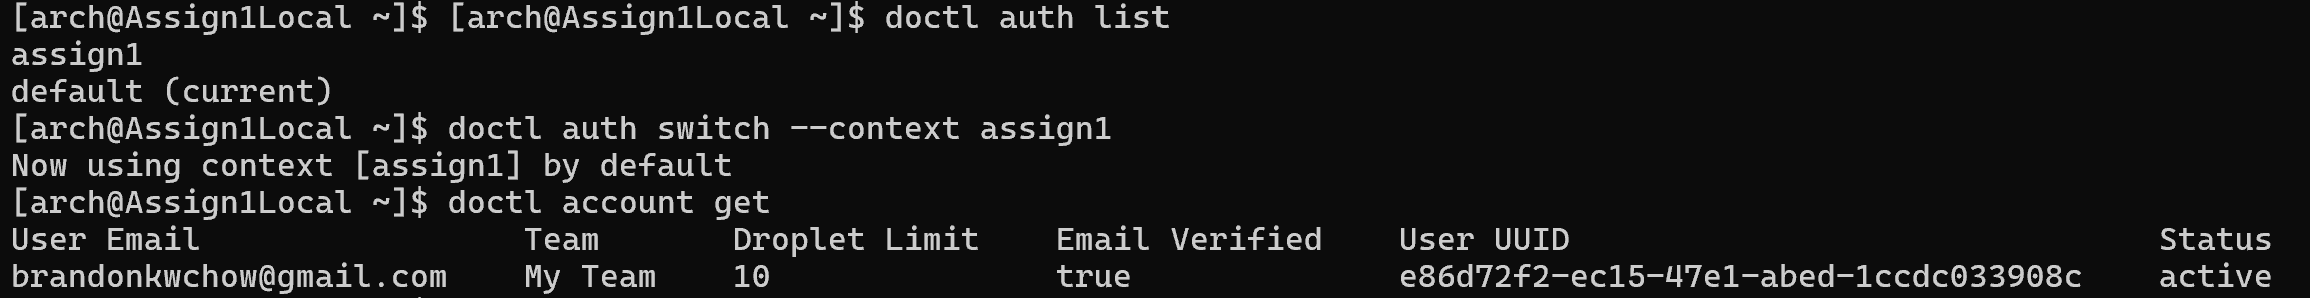 [arch@Assign1Local ~]$ [arch@Assign1Local ~]$ doctl auth list
assign1
default (current)
[arch@Assign1Local ~]$ doctl auth switch --context assign1
Now using context [assign1] by default
[arch@Assign1Local ~]$ doctl account get
User Email Team Droplet Limit Email Verified User UUID Status
brandonkwchow@gmail.com My Team 10 true e86d72f2-ec15-47e1-abed-1ccdc033908c active